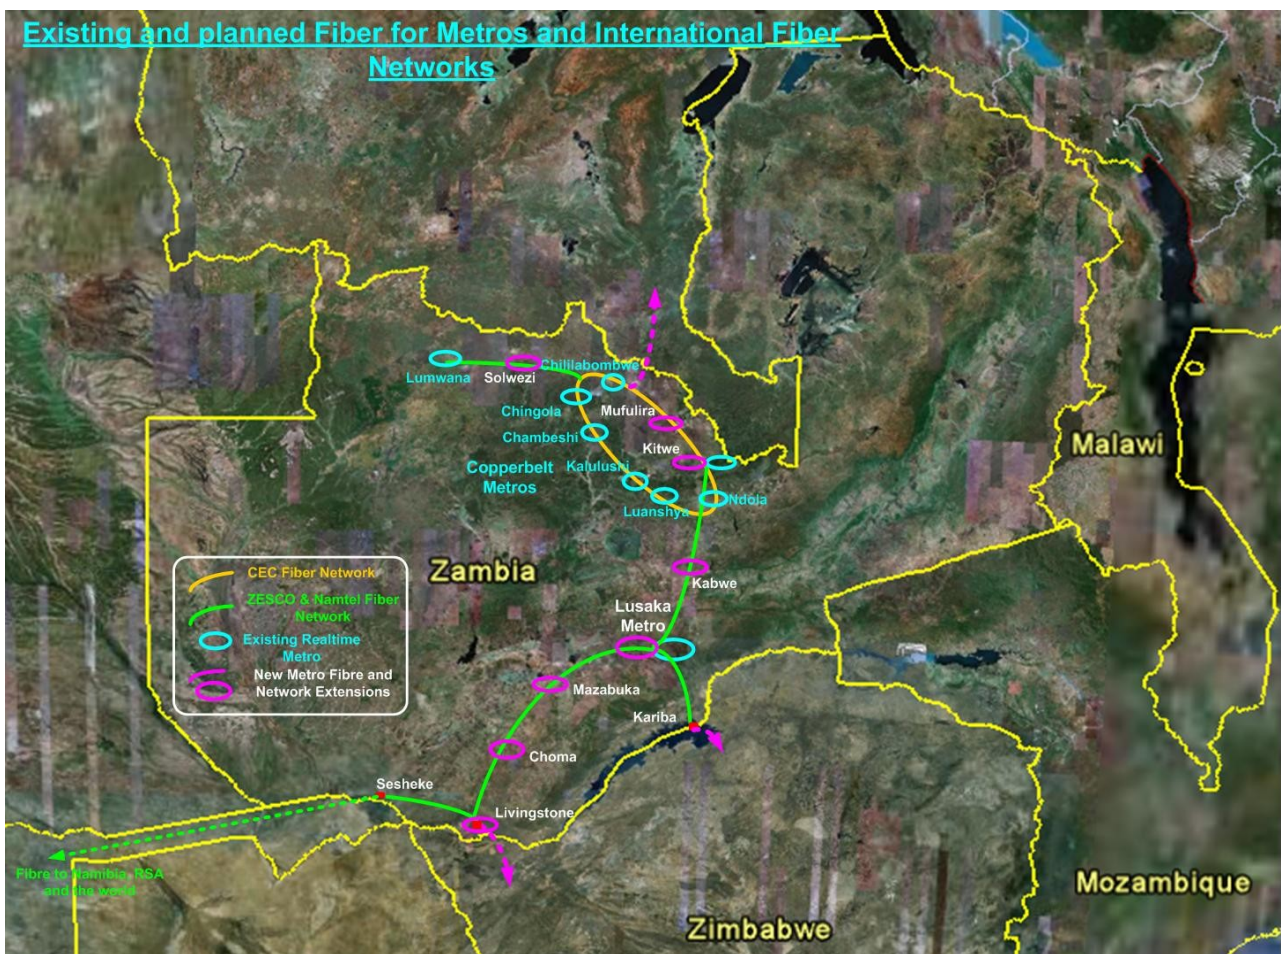 Existing and planned Fiber for Metros and International Fiber
Networks
Chililabombwe
Lumwana
Solwezi
Chingola
Mufulira
Chambeshi
Kitwe
Copperbelt
Metros
Kalulushi
Luanshya
Ndola
Malawi
Zambia
Kabwe
CEC Fiber Network
ZESCO & Namtel Fiber
Network
Existing Realtime
Metro
New Metro Fibre and
Network Extensions
Lusaka
Metro
Mazabuka
Kariba
Choma
Sesheke
Livingstone
Fibre to Namibia, RSA
and the world
Mozambique
Zimbabwe